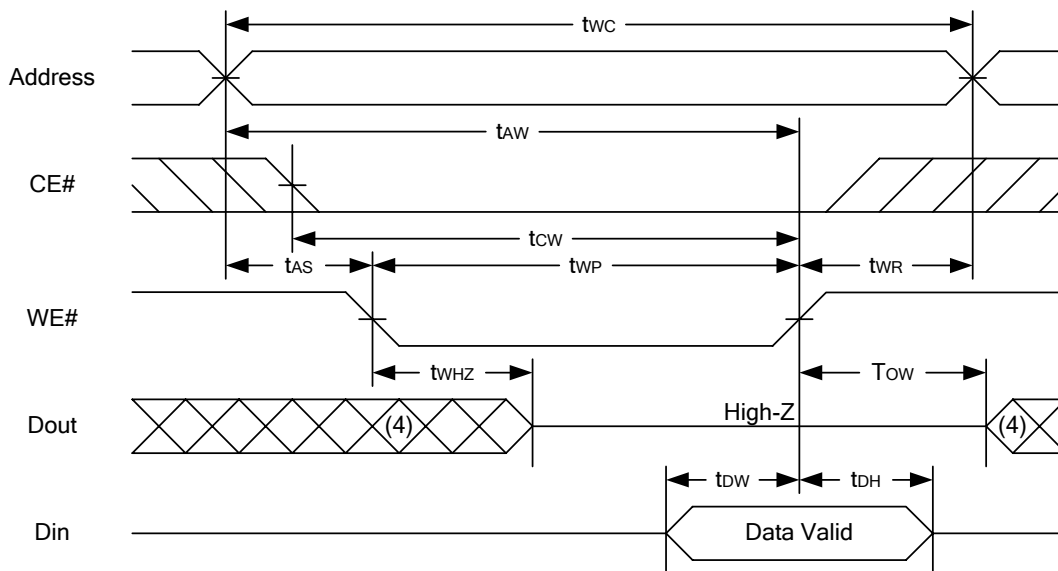 tWC
Address
tAW
CE#
tCW
tAS
tWP
tWR
WE#
tWHZ
TOW
Dout
(4)
High-Z
(4)
tDW
tDH
Din
Data Valid